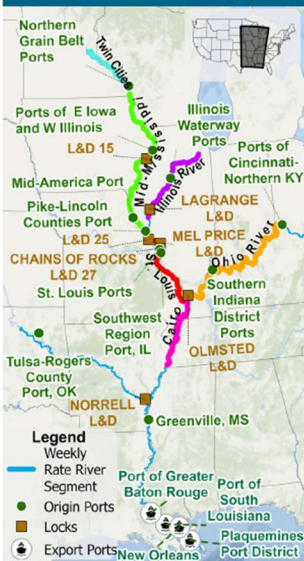 Northern
Grain Belt
Ports
Twin Cities
Mid-Mississippi
Ports of E Iowa
and W Illinois
Illinois
Waterway
Ports
L&D 15
Illinois River
Ports of
Cincinnati-
Northern KY
Mid-America Port
Pike-Lincoln
Counties Port
LAGRANGE
L&D
L&D 25
MEL PRICE
L&D
Ohio River
CHAINS OF ROCKS
L&D 27
St. Louis
St. Louis Ports
Southern
Indiana
District
Ports
Southwest
Region
Port, IL
Cairo
OLMSTED
L&D
Tulsa-Rogers
County
Port, OK
NORRELL
L&D
Greenville, MS
Legend
Weekly
Rate River
Segment
Origin Ports
Locks
Export Ports
Port of Greater
Baton Rouge
Port of
South
Louisiana
Plaquemines
Port District
New Orleans